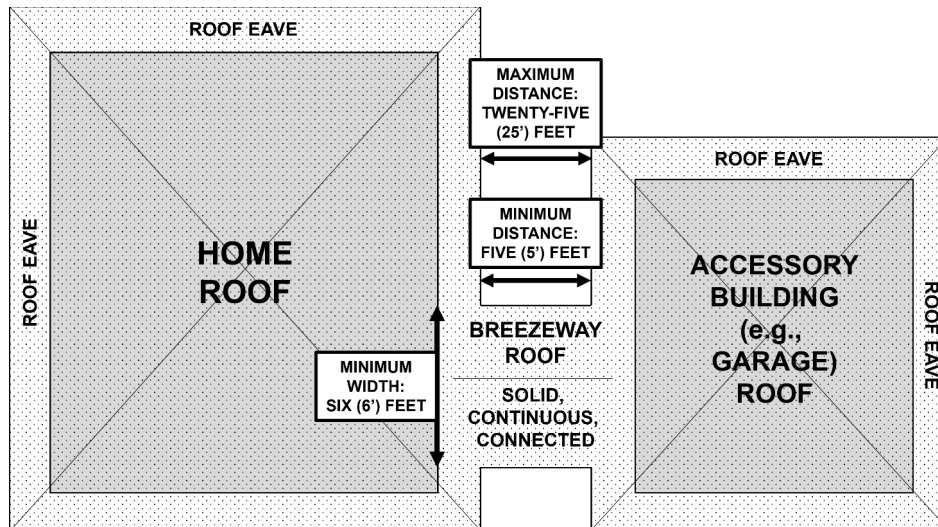 ROOF EAVE
ROOF EAVE
HOME
ROOF
MAXIMUM
DISTANCE:
TWENTY-FIVE
(25') FEET
MINIMUM
DISTANCE:
FIVE (5') FEET
MINIMUM
WIDTH:
SIX (6') FEET
BREEZEWAY
ROOF
SOLID,
CONTINUOUS,
CONNECTED
ROOF EAVE
ACCESSORY
BUILDING
(e.g.,
GARAGE)
ROOF
ROOF EAVE